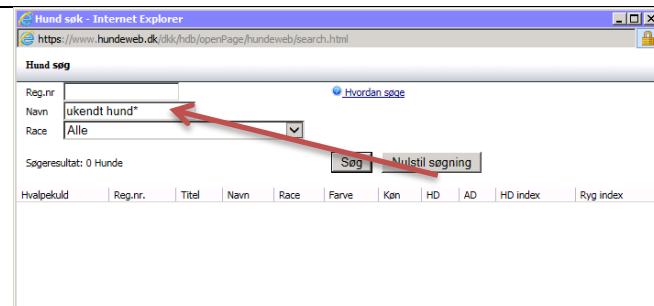 Hund søk - Internet Explorer
https://www.hundeweb.dk/dkk/hdb/openPage/hundeweb/search.html
Hund søg
Reg.nr
Hvordan søge
Navn ukendt hund*
Race Alle
Søgeresultat: 0 Hunde Søg Nulstil søgning
Hvalpekuld Reg.nr. Titel Navn Race Farve Køn HD AD HD index Ryg index